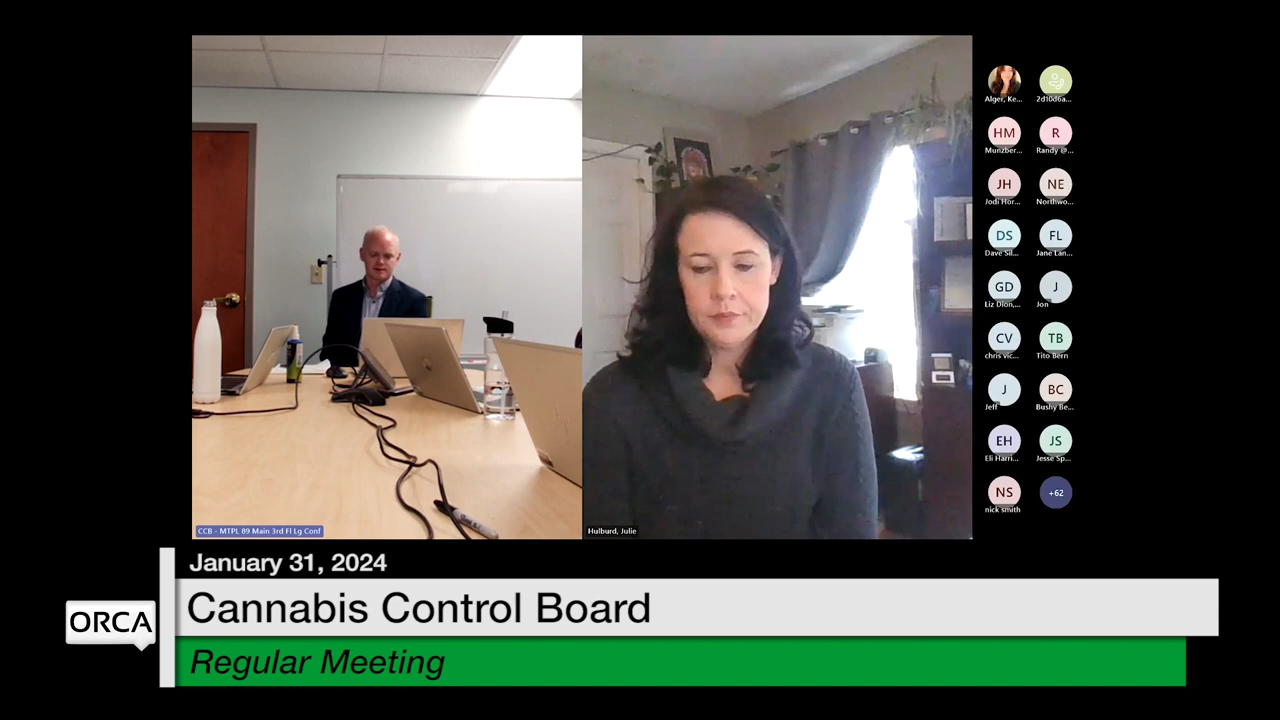 Alger, Ke...
2d10d6a...
HM
Munzber...
R
Randy @...
JH
Jodi Hor...
NE
Northwo...
DS
Dave Sil...
FL
Jane Lan...
GD
Liz Dion,...
J
Jon
CV
chris vic...
TB
Tito Bern
J
Jeff
BC
Bushy Be...
EH
Eli Harri...
JS
Jesse Sp...
NS
nick smith
+62
CCB - MTPL 89 Main 3rd Fl Lg Conf
Hulburd, Julie
January 31, 2024
ORCA
Cannabis Control Board
Regular Meeting